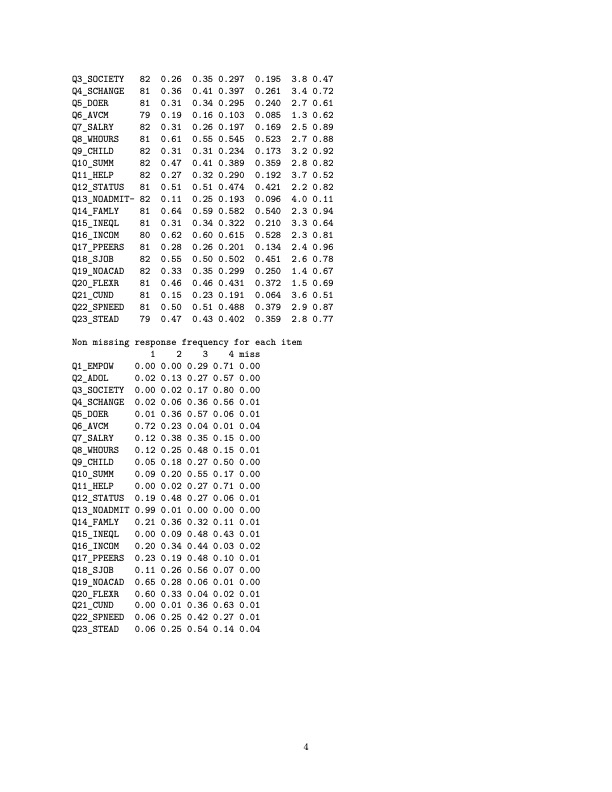 Q3_SOCIETY 82 0.26 0.35 0.297 0.195 3.8 0.47
Q4_SCHANGE 81 0.36 0.41 0.397 0.261 3.4 0.72
Q5_DOER 81 0.31 0.34 0.295 0.240 2.7 0.61
Q6_AVCM 79 0.19 0.16 0.103 0.085 1.3 0.62
Q7_SALRY 82 0.31 0.26 0.197 0.169 2.5 0.89
Q8_WHOURS 81 0.61 0.55 0.545 0.523 2.7 0.88
Q9_CHILD 82 0.31 0.31 0.234 0.173 3.2 0.92
Q10_SUMM 82 0.47 0.41 0.389 0.359 2.8 0.82
Q11_HELP 82 0.27 0.32 0.290 0.192 3.7 0.52
Q12_STATUS 81 0.51 0.51 0.474 0.421 2.2 0.82
Q13_NOADMIT- 82 0.11 0.25 0.193 0.096 4.0 0.11
Q14_FAMLY 81 0.64 0.59 0.582 0.540 2.3 0.94
Q15_INEQL 81 0.31 0.34 0.322 0.210 3.3 0.64
Q16_INCOM 80 0.62 0.60 0.615 0.528 2.3 0.81
Q17_PPEERS 81 0.28 0.26 0.201 0.134 2.4 0.96
Q18_SJOB 82 0.55 0.50 0.502 0.451 2.6 0.78
Q19_NOACAD 82 0.33 0.35 0.299 0.250 1.4 0.67
Q20_FLEXR 81 0.46 0.46 0.431 0.372 1.5 0.69
Q21_CUND 81 0.15 0.23 0.191 0.064 3.6 0.51
Q22_SPNEED 81 0.50 0.51 0.488 0.379 2.9 0.87
Q23_STEAD 79 0.47 0.43 0.402 0.359 2.8 0.77
Non missing response frequency for each item
1 2 3 4 miss
Q1_EMPOW 0.00 0.00 0.29 0.71 0.00
Q2_ADOL 0.02 0.13 0.27 0.57 0.00
Q3_SOCIETY 0.00 0.02 0.17 0.80 0.00
Q4_SCHANGE 0.02 0.06 0.36 0.56 0.01
Q5_DOER 0.01 0.36 0.57 0.06 0.01
Q6_AVCM 0.72 0.23 0.04 0.01 0.04
Q7_SALRY 0.12 0.38 0.35 0.15 0.00
Q8_WHOURS 0.12 0.25 0.48 0.15 0.01
Q9_CHILD 0.05 0.18 0.27 0.50 0.00
Q10_SUMM 0.09 0.20 0.55 0.17 0.00
Q11_HELP 0.00 0.02 0.27 0.71 0.00
Q12_STATUS 0.19 0.48 0.27 0.06 0.01
Q13_NOADMIT 0.99 0.01 0.00 0.00 0.00
Q14_FAMLY 0.21 0.36 0.32 0.11 0.01
Q15_INEQL 0.00 0.09 0.48 0.43 0.01
Q16_INCOM 0.20 0.34 0.44 0.03 0.02
Q17_PPEERS 0.23 0.19 0.48 0.10 0.01
Q18_SJOB 0.11 0.26 0.56 0.07 0.00
Q19_NOACAD 0.65 0.28 0.06 0.01 0.00
Q20_FLEXR 0.60 0.33 0.04 0.02 0.01
Q21_CUND 0.00 0.01 0.36 0.63 0.01
Q22_SPNEED 0.06 0.25 0.42 0.27 0.01
Q23_STEAD 0.06 0.25 0.54 0.14 0.04
4